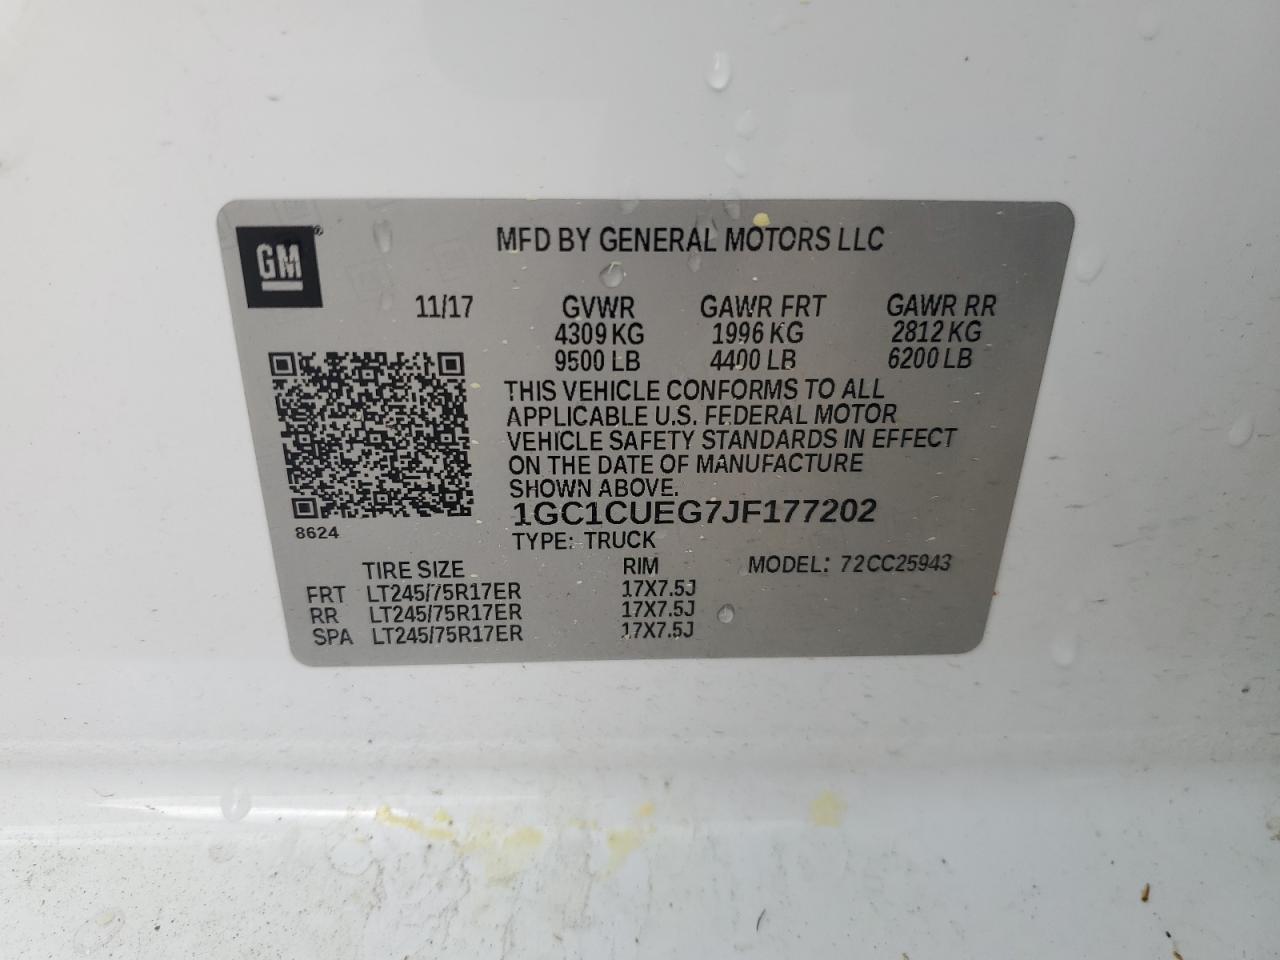 GM®
MFD BY GENERAL MOTORS LLC
11/17 GVWR GAWR FRT GAWR RR
4309 KG 1996 KG 2812 KG
9500 LB 4400 LB 6200 LB
THIS VEHICLE CONFORMS TO ALL
APPLICABLE U.S. FEDERAL MOTOR
VEHICLE SAFETY STANDARDS IN EFFECT
ON THE DATE OF MANUFACTURE
SHOWN ABOVE.
1GC1CUEG7JF177202
8624
TYPE: TRUCK
TIRE SIZE RIM MODEL: 72CC25943
FRT LT245/75R17ER 17X7.5J
RR LT245/75R17ER 17X7.5J
SPA LT245/75R17ER 17X7.5J